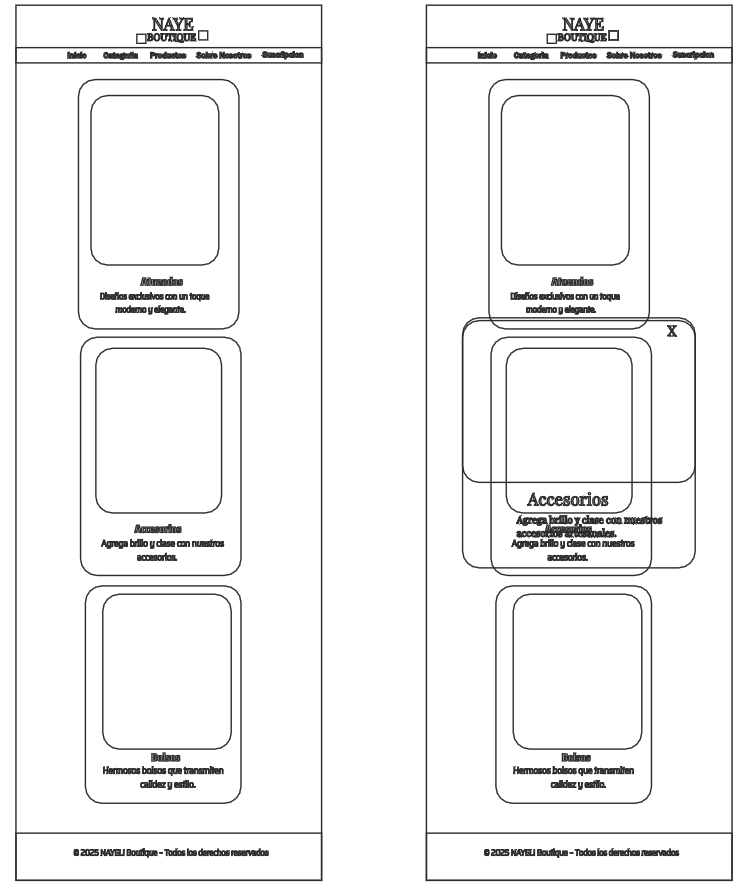 NAYE
BOUTIQUE
Inicio Categoria Productos Sobre Nosotros Suscripcion
Atuendos
Diseños exclusivos con un toque
moderno y elegante.
Accesorios
Agrega brillo y clase con nuestros
accesorios.
Bolsos
Hermosos bolsos que transmiten
calidez y estilo.
© 2025 NAYELI Boutique – Todos los derechos reservados
NAYE
BOUTIQUE
Inicio Categoria Productos Sobre Nosotros Suscripcion
Atuendos
Diseños exclusivos con un toque
moderno y elegante.
X
Accesorios
Agrega brillo y clase con nuestros
accesorios artesanales.
Accesorios
Agrega brillo y clase con nuestros
accesorios.
Bolsos
Hermosos bolsos que transmiten
calidez y estilo.
© 2025 NAYELI Boutique – Todos los derechos reservados